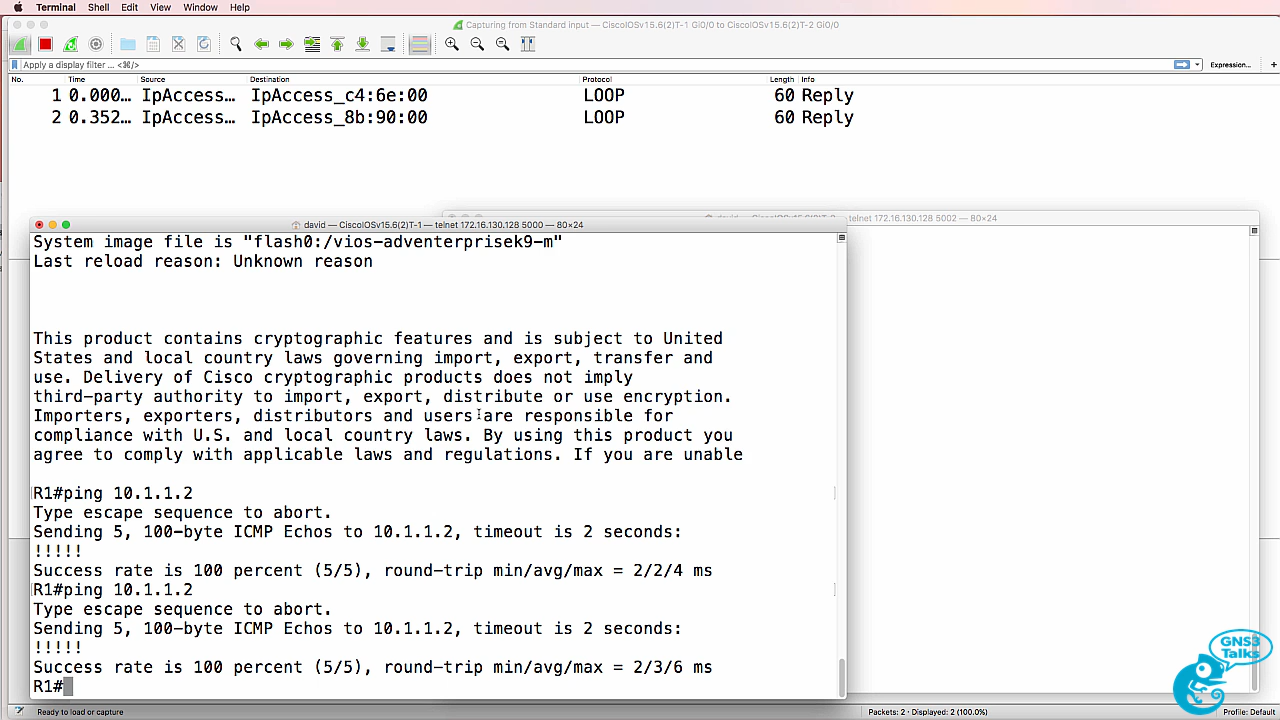 Terminal Shell Edit View Window Help
Capturing from Standard input — CiscoIOSv15.6(2)T-1 Gi0/0 to CiscoIOSv15.6(2)T-2 Gi0/0
Apply a display filter ... <⌘/>
Expression... +
No. Time Source Destination Protocol Length Info
1 0.000… IpAccess… IpAccess_c4:6e:00 LOOP 60 Reply
2 0.352… IpAccess… IpAccess_8b:90:00 LOOP 60 Reply
telnet 172.16.130.128 5002 — 80×24
david — CiscoIOSv15.6(2)T-1 — telnet 172.16.130.128 5000 — 80×24
System image file is "flash0:/vios-adventerprisek9-m"
Last reload reason: Unknown reason
This product contains cryptographic features and is subject to United
States and local country laws governing import, export, transfer and
use. Delivery of Cisco cryptographic products does not imply
third-party authority to import, export, distribute or use encryption.
Importers, exporters, distributors and users are responsible for
compliance with U.S. and local country laws. By using this product you
agree to comply with applicable laws and regulations. If you are unable
R1#ping 10.1.1.2
Type escape sequence to abort.
Sending 5, 100-byte ICMP Echos to 10.1.1.2, timeout is 2 seconds:
!!!!!
Success rate is 100 percent (5/5), round-trip min/avg/max = 2/2/4 ms
R1#ping 10.1.1.2
Type escape sequence to abort.
Sending 5, 100-byte ICMP Echos to 10.1.1.2, timeout is 2 seconds:
!!!!!
Success rate is 100 percent (5/5), round-trip min/avg/max = 2/3/6 ms
R1#
GNS3
Talks
Ready to load or capture
Packets: 2 · Displayed: 2 (100.0%)
Profile: Default